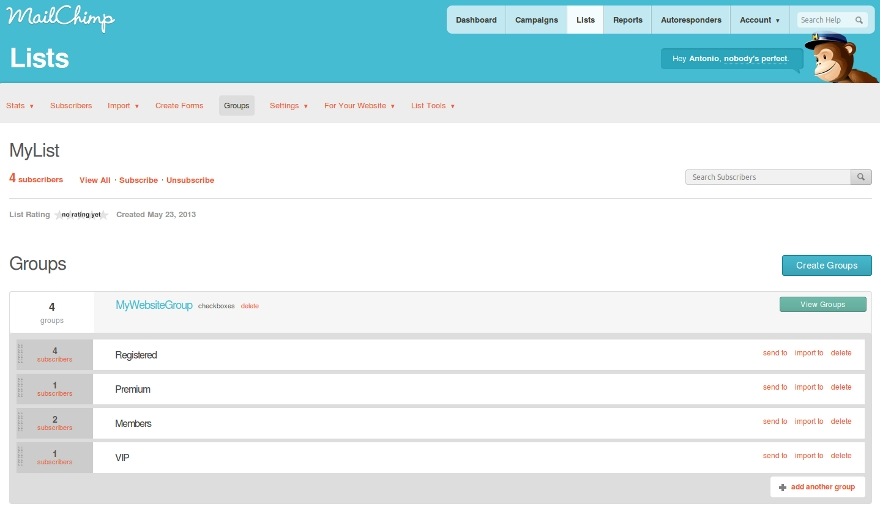 MailChimp
Dashboard Campaigns Lists Reports Autoresponders Account ▼ Search Help
Lists
Hey Antonio, nobody's perfect.
Stats ▼ Subscribers Import ▼ Create Forms Groups Settings ▼ For Your Website ▼ List Tools ▼
MyList
4 subscribers View All · Subscribe · Unsubscribe Search Subscribers
List Rating no rating yet Created May 23, 2013
Groups Create Groups
4 groups MyWebsiteGroup checkboxes delete View Groups
4 subscribers Registered send to import to delete
1 subscribers Premium send to import to delete
2 subscribers Members send to import to delete
1 subscribers VIP send to import to delete
add another group